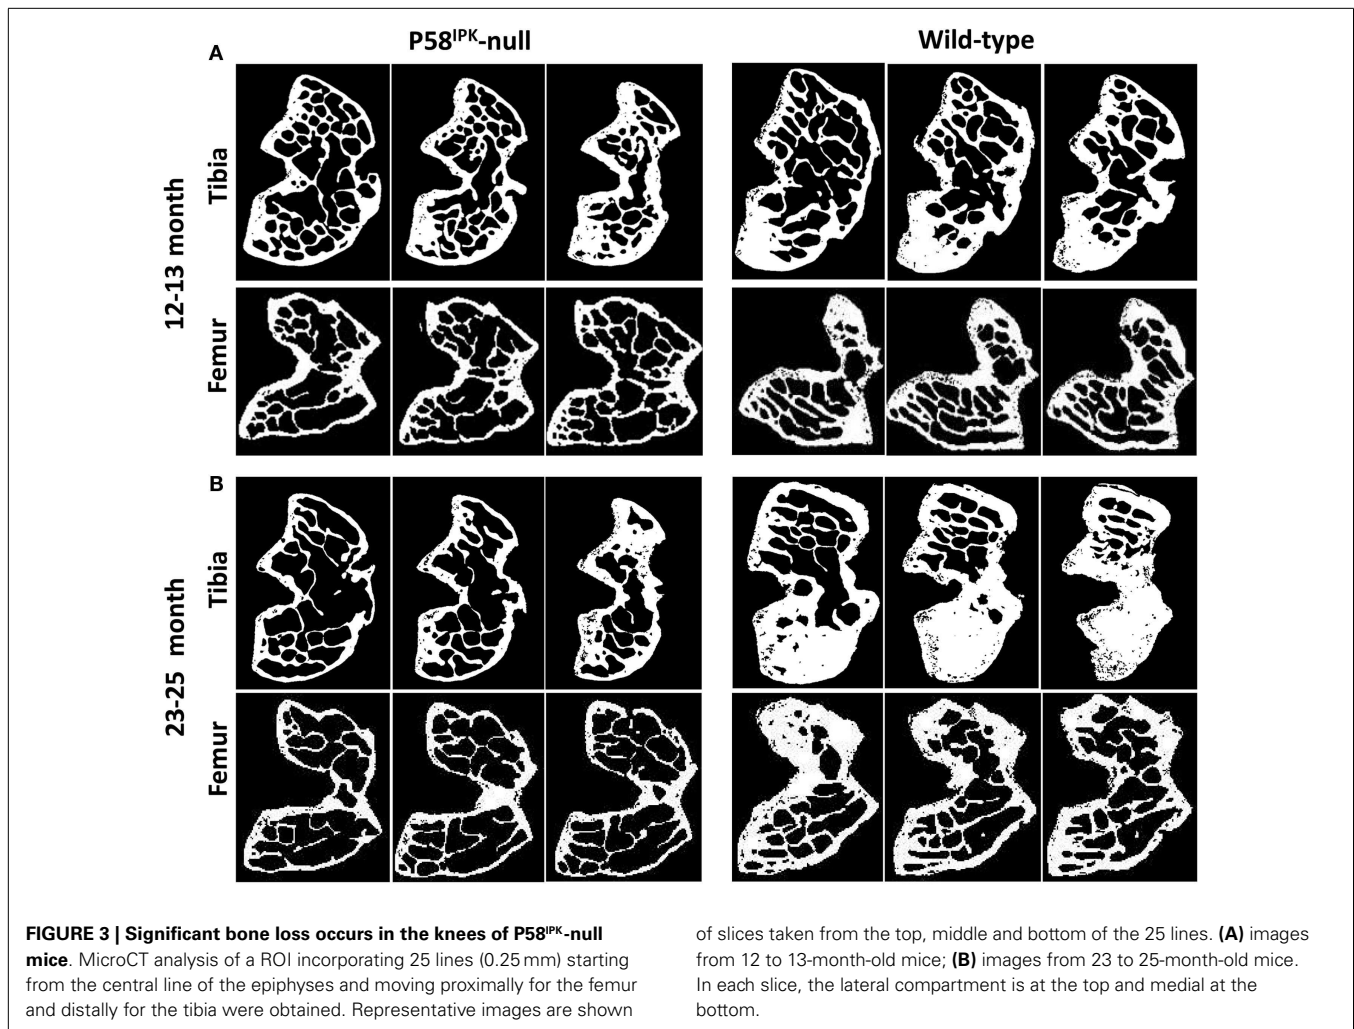 P58IPK-null
Wild-type
A
12-13 month
Tibia
Femur
B
23-25 month
Tibia
Femur
FIGURE 3 | Significant bone loss occurs in the knees of P58IPK-null
mice. MicroCT analysis of a ROI incorporating 25 lines (0.25 mm) starting
from the central line of the epiphyses and moving proximally for the femur
and distally for the tibia were obtained. Representative images are shown
of slices taken from the top, middle and bottom of the 25 lines. (A) images
from 12 to 13-month-old mice; (B) images from 23 to 25-month-old mice.
In each slice, the lateral compartment is at the top and medial at the
bottom.